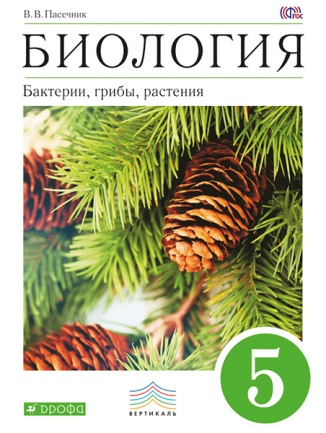 В. В. Пасечник
БИОЛОГИЯ
Бактерии, грибы, растения
5
дрофа
ВЕРТИКАЛЬ